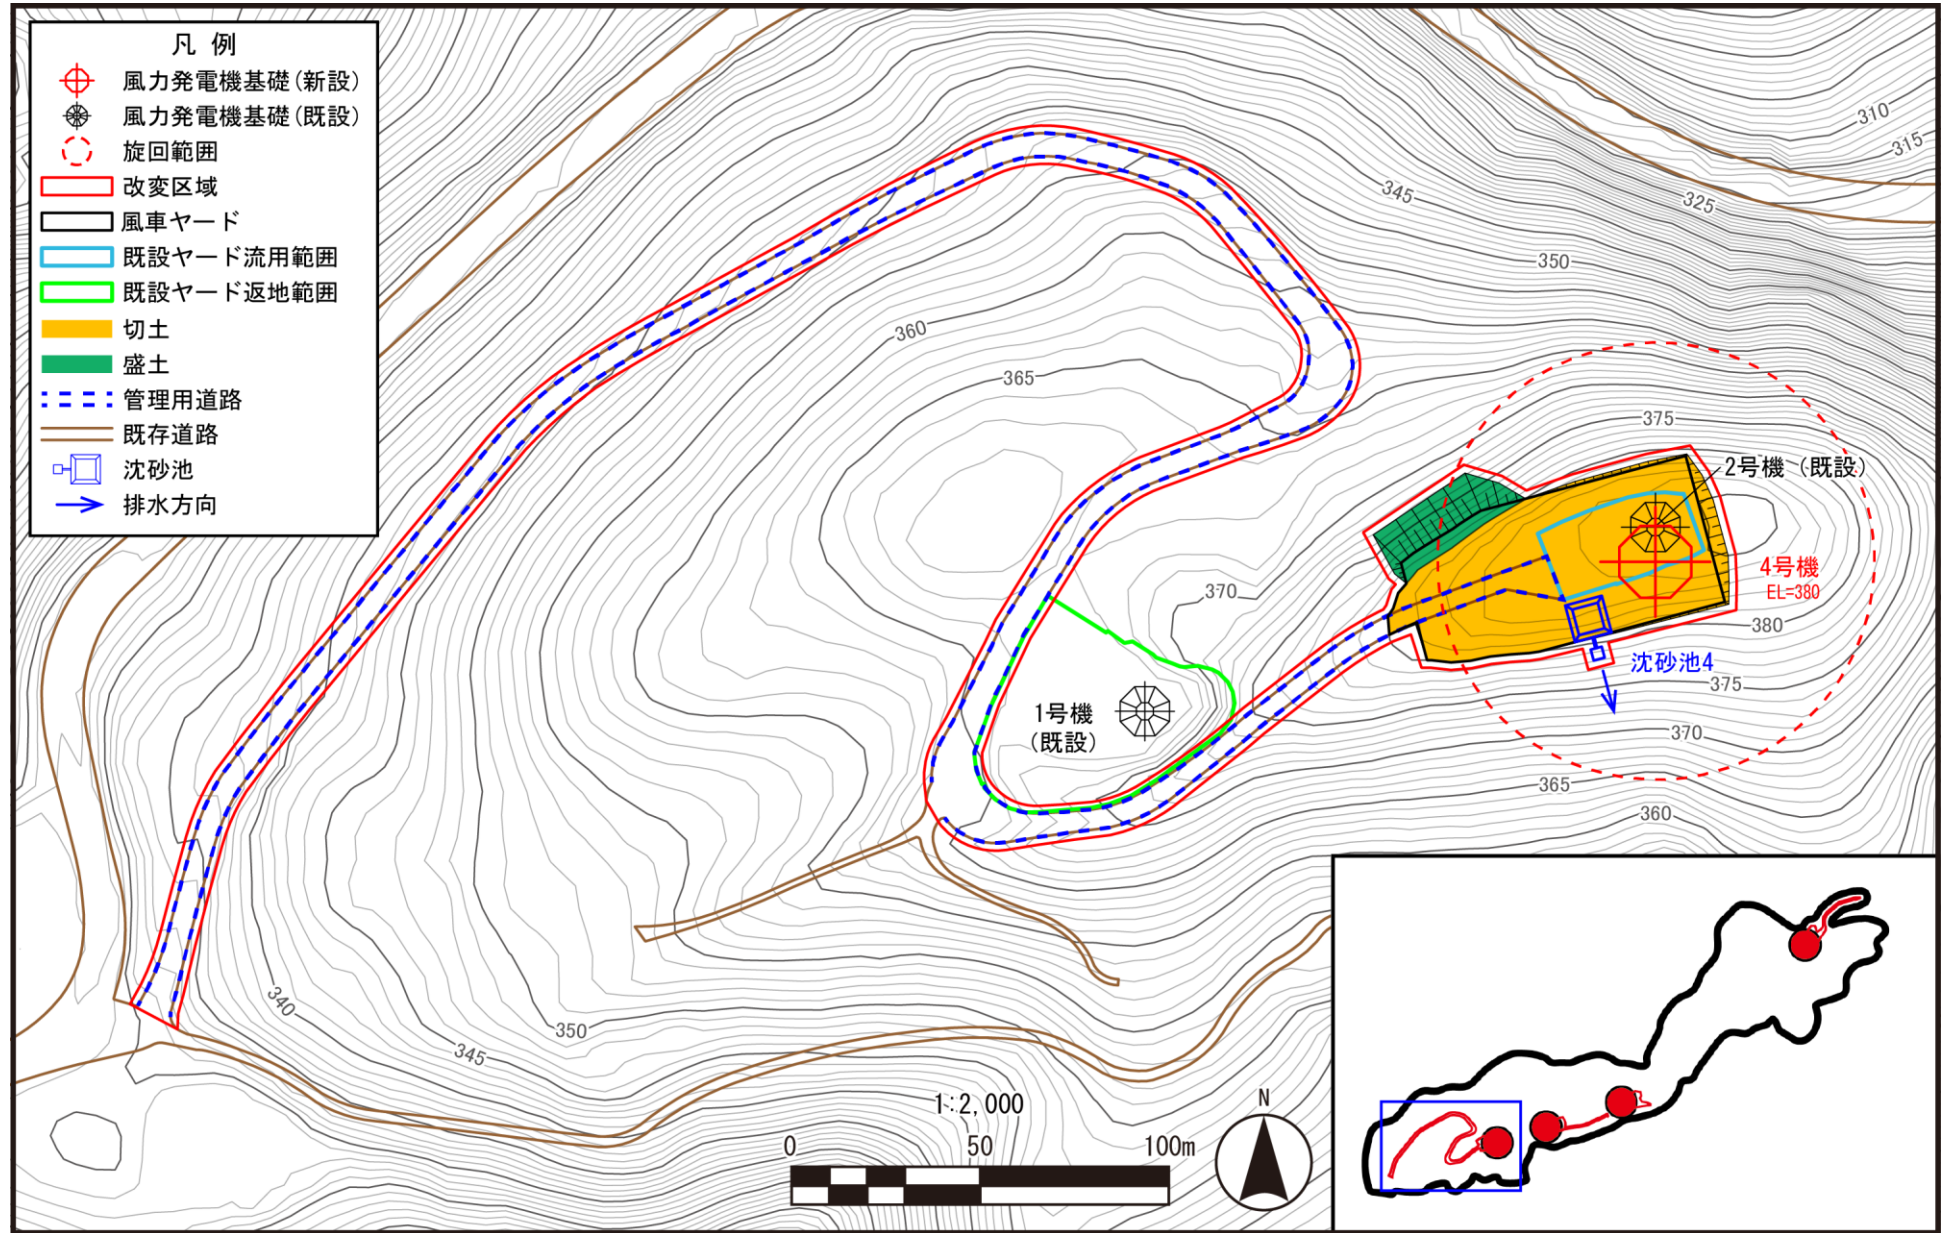 凡 例
風力発電機基礎(新設)
風力発電機基礎(既設)
旋回範囲
改変区域
風車ヤード
既設ヤード流用範囲
既設ヤード返地範囲
切土
盛土
管理用道路
既存道路
沈砂池
排水方向
310
315
325
345
350
360
365
375
2号機(既設)
4号機
EL=380
370
380
沈砂池4
375
1号機
(既設)
370
365
360
340
350
345
1:2,000
0 50 100m
N